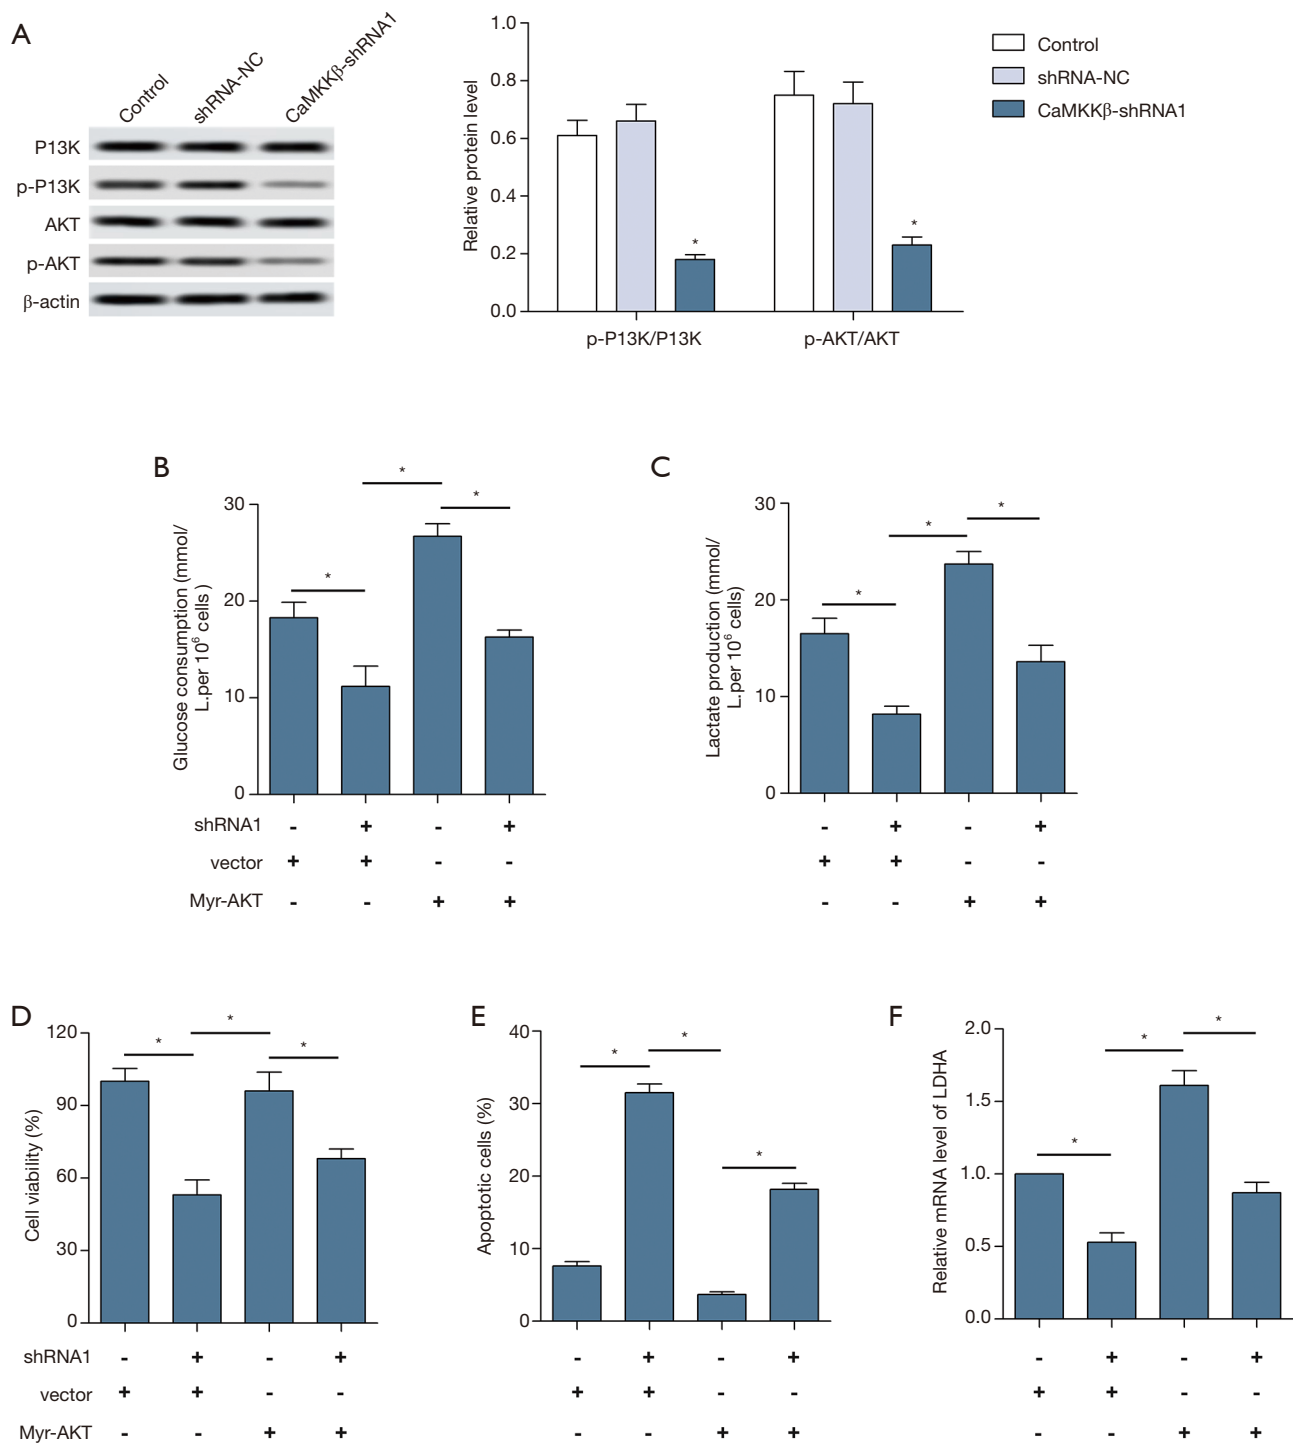 A
Control
shRNA-NC
CaMKKβ-shRNA1
P13K
p-P13K
AKT
p-AKT
β-actin
Relative protein level
1.0
0.8
0.6
0.4
0.2
0.0
*
*
p-P13K/P13K
p-AKT/AKT
Control
shRNA-NC
CaMKKβ-shRNA1
B
Glucose consumption (mmol/
L.per 10⁶ cells )
30
20
10
0
*
*
*
shRNA1 - + - +
vector + + - -
Myr-AKT - - + +
C
Lactate production (mmol/
L.per 10⁶ cells)
30
20
10
0
*
*
*
- + - +
+ + - -
- - + +
D
Cell viability (%)
120
90
60
30
0
*
*
*
shRNA1 - + - +
vector + + - -
Myr-AKT - - + +
E
Apoptotic cells (%)
40
30
20
10
0
*
*
*
- + - +
+ + - -
- - + +
F
Relative mRNA level of LDHA
2.0
1.5
1.0
0.5
0.0
*
*
*
- + - +
+ + - -
- - + +